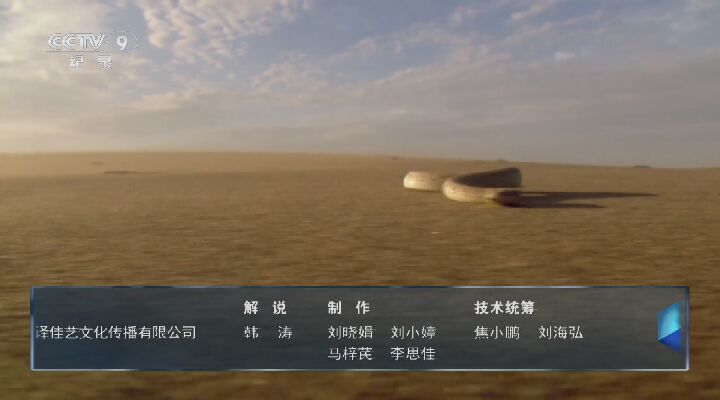 CCTV 9
纪录
解说 制作 技术统筹
译佳艺文化传播有限公司 韩涛 刘晓娟 刘小婷 焦小鹏 刘海弘
马梓芪 李思佳